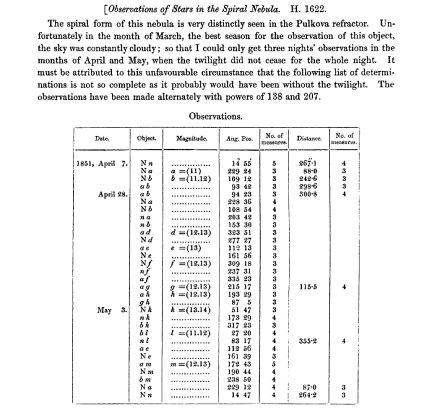 [Observations of Stars in the Spiral Nebula. H. 1622.
The spiral form of this nebula is very distinctly seen in the Pulkova refractor. Un-
fortunately in the month of March, the best season for the observation of this object,
the sky was constantly cloudy; so that I could only get three nights' observations in the
months of April and May, when the twilight did not cease for the whole night. It
must be attributed to this unfavourable circumstance that the following list of determi-
nations is not so complete as it probably would have been without the twilight. The
observations have been made alternately with powers of 138 and 207.
Observations.
Date. Object. Magnitude. Ang. Pos. No. of measures. Distance. No. of measures.
1851, April 7. N n .............. 14 55 5 267·1 4
N a a =(11) 229 24 3 88·0 3
N b b =(11.12) 109 12 3 242·6 3
a b .............. 93 42 3 298·6 3
April 28. a b .............. 94 23 3 300·8 4
N a .............. 228 36 4
N b .............. 108 54 4
n a .............. 203 42 3
n b .............. 153 30 3
a d d =(12.13) 323 51 3
N d .............. 277 27 3
a e e =(13) 112 13 3
N e .............. 161 56 3
N f f =(12.13) 309 18 3
n f .............. 237 31 3
a f .............. 335 23 3
a g g =(12.13) 215 17 3 115·5 4
a h h =(12.13) 193 29 3
g h .............. 87 5 3
May 3. N k k =(13.14) 51 47 3
n k .............. 173 29 4
b k .............. 317 23 3
b l l =(11.12) 27 20 4
n l .............. 83 17 4 355·2 4
a e .............. 112 56 4
N e .............. 161 39 3
a m m =(12.13) 172 43 5
N m .............. 190 44 4
b m .............. 238 50 4
N a .............. 229 12 4 87·0 3
N n .............. 14 47 4 264·2 3